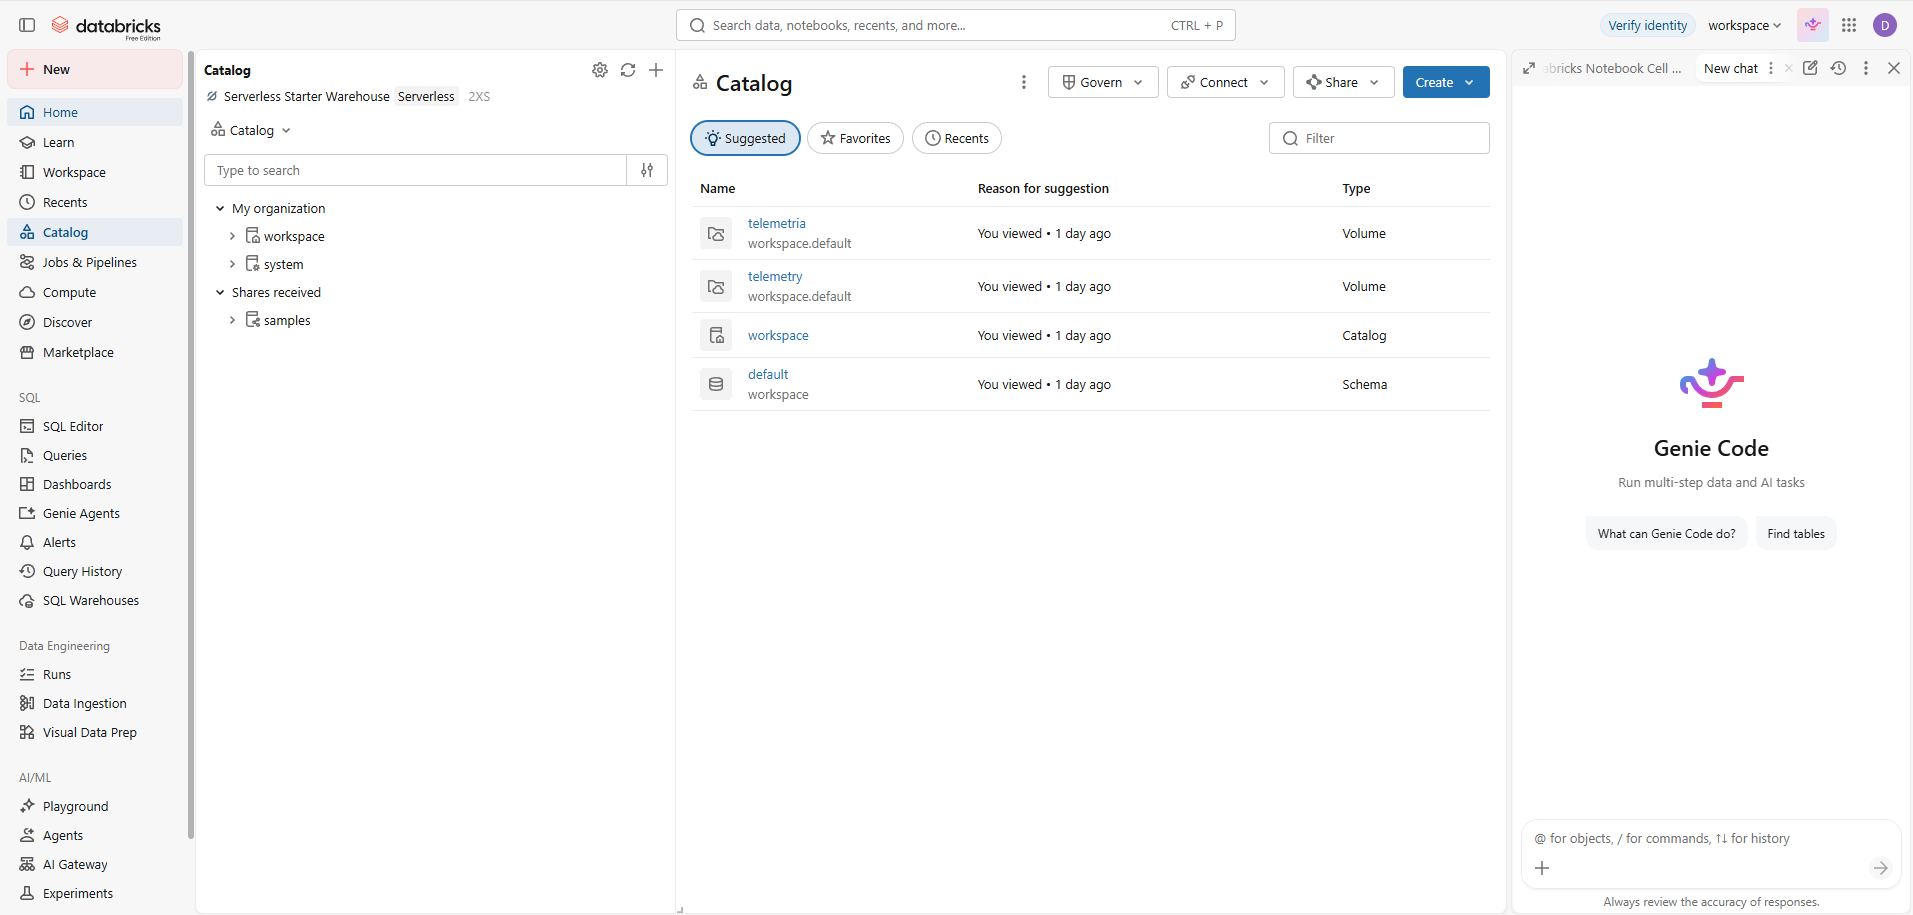 databricks
Free Edition
Search data, notebooks, recents, and more...
CTRL + P
Verify identity
workspace
D
New
Home
Learn
Workspace
Recents
Catalog
Jobs & Pipelines
Compute
Discover
Marketplace
SQL
SQL Editor
Queries
Dashboards
Genie Agents
Alerts
Query History
SQL Warehouses
Data Engineering
Runs
Data Ingestion
Visual Data Prep
AI/ML
Playground
Agents
AI Gateway
Experiments
Catalog
Serverless Starter Warehouse Serverless 2XS
Catalog
Type to search
My organization
workspace
system
Shares received
samples
Catalog
Govern
Connect
Share
Create
Suggested
Favorites
Recents
Filter
Name Reason for suggestion Type
telemetria
workspace.default
You viewed • 1 day ago
Volume
telemetry
workspace.default
You viewed • 1 day ago
Volume
workspace
You viewed • 1 day ago
Catalog
default
workspace
You viewed • 1 day ago
Schema
Notebook Cell ...
New chat
Genie Code
Run multi-step data and AI tasks
What can Genie Code do?
Find tables
@ for objects, / for commands, ↑↓ for history
Always review the accuracy of responses.